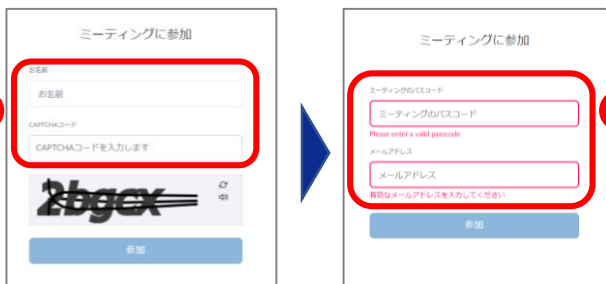 ミーティングに参加
お名前
お名前
CAPTCHAコード
CAPTCHAコードを入力します
2bgcx
参加
ミーティングに参加
ミーティングのパスコード
ミーティングのパスコード
Please enter a valid passcode
メールアドレス
メールアドレス
有効なメールアドレスを入力してください
参加